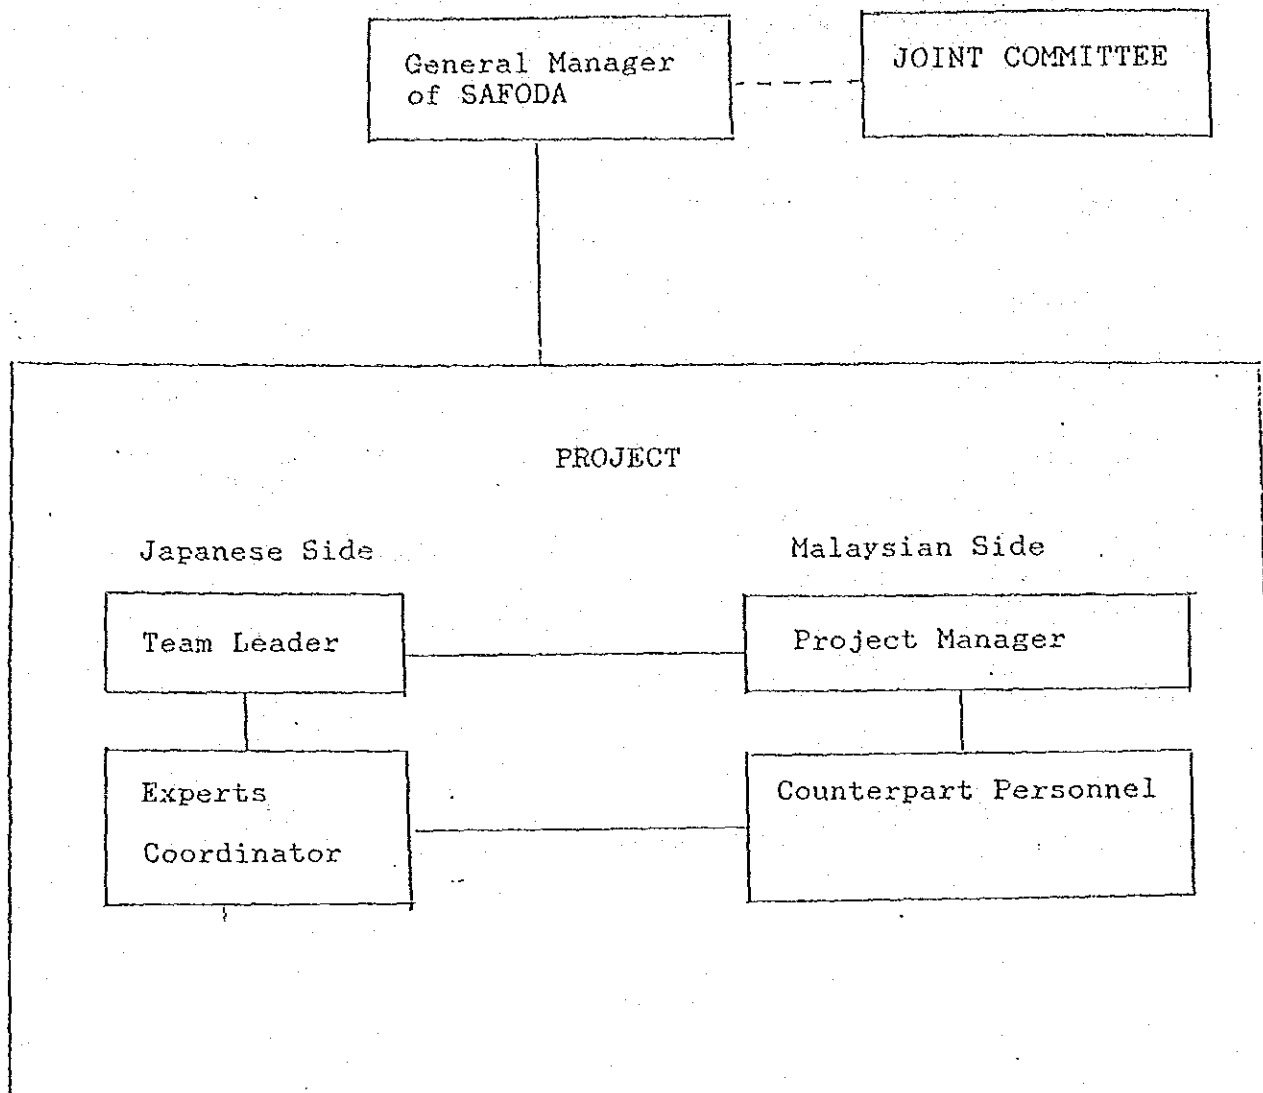 General Manager
of SAFODA
JOINT COMMITTEE
PROJECT
Japanese Side
Malaysian Side
Team Leader
Project Manager
Experts
Coordinator
Counterpart Personnel